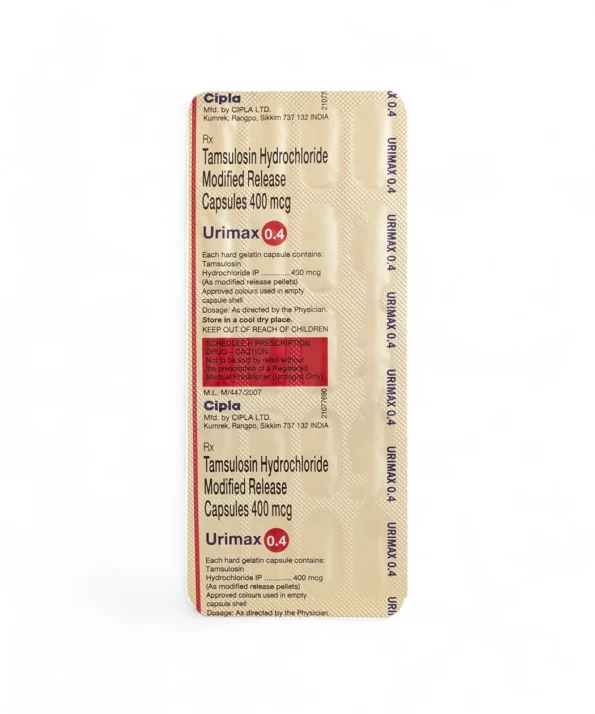 Cipla
Mfd. by CIPLA LTD.
Kumrek, Rangpo, Sikkim 737 132 INDIA
Rx
Tamsulosin Hydrochloride
Modified Release
Capsules 400 mcg
Urimax 0.4
Each hard gelatin capsule contains:
Tamsulosin
Hydrochloride IP ............. 400 mcg
(As modified release pellets)
Approved colours used in empty
capsule shell
Dosage: As directed by the Physician.
Store in a cool dry place.
KEEP OUT OF REACH OF CHILDREN
SCHEDULE H PRESCRIPTION
DRUG – CAUTION
Not to be sold by retail without
the prescription of a Registered
Medical Practitioner (Urologist Only).
M.L. M/447/2007
Cipla
Mfd. by CIPLA LTD.
Kumrek, Rangpo, Sikkim 737 132 INDIA
Rx
Tamsulosin Hydrochloride
Modified Release
Capsules 400 mcg
Urimax 0.4
Each hard gelatin capsule contains:
Tamsulosin
Hydrochloride IP ............. 400 mcg
(As modified release pellets)
Approved colours used in empty
capsule shell
Dosage: As directed by the Physician.
21077690
X 0.4
URIMAX 0.4
URIMAX 0.4
URIMAX 0.4
URIMAX 0.4
URIMAX 0.4
URIMAX 0.4